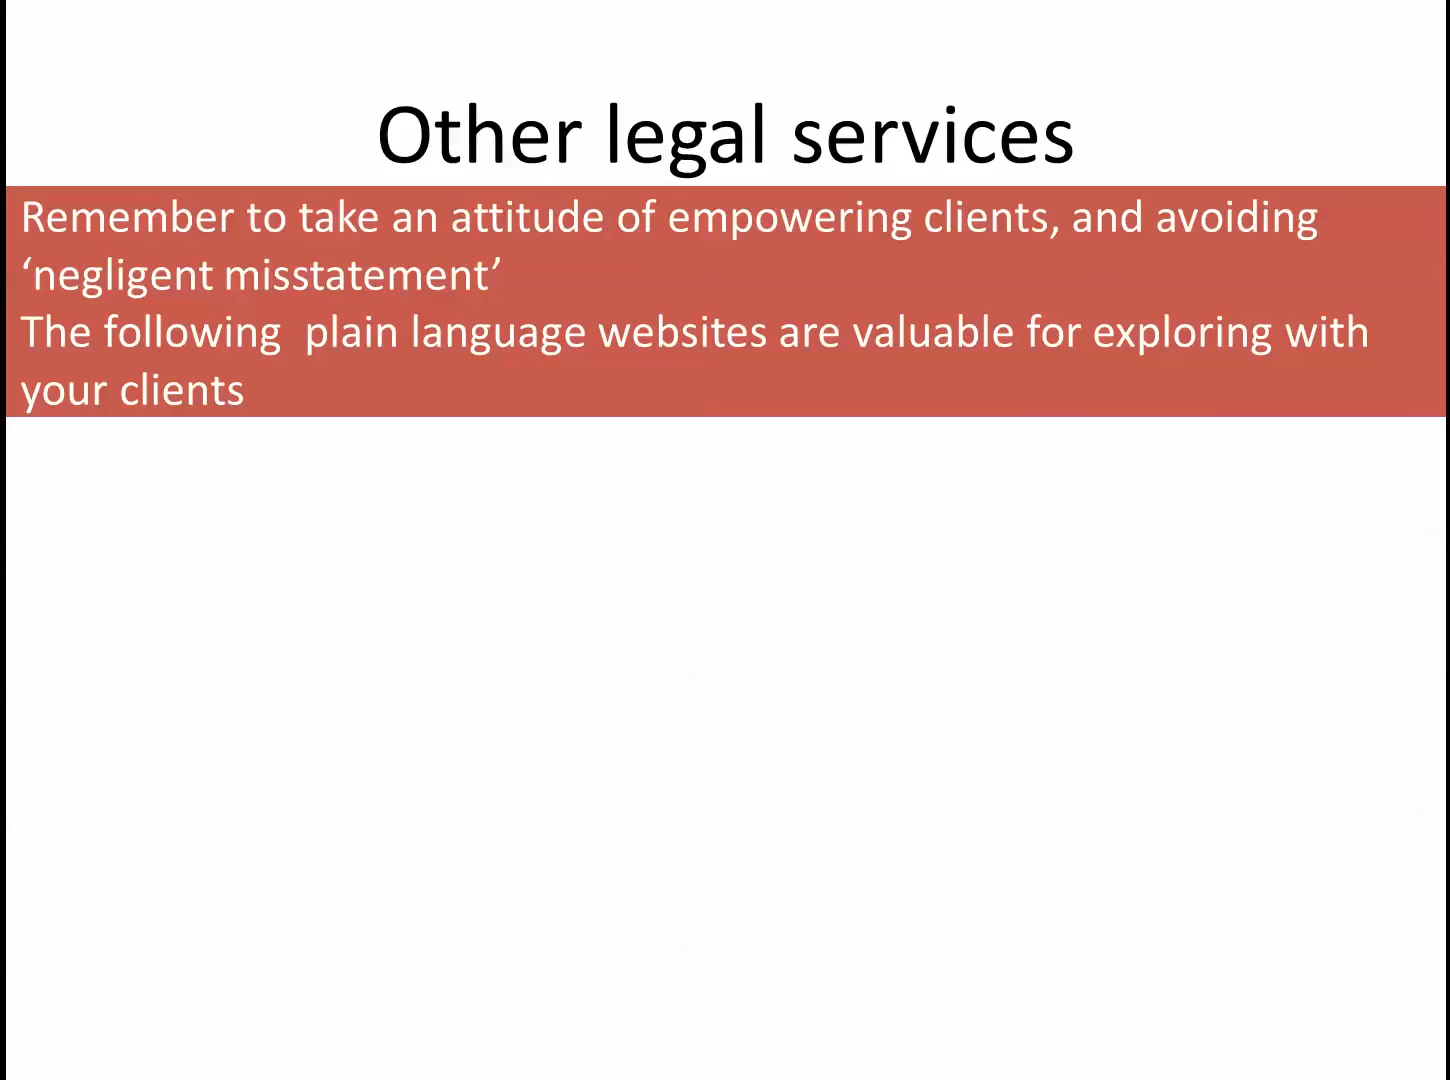 Other legal services
Remember to take an attitude of empowering clients, and avoiding
‘negligent misstatement’
The following  plain language websites are valuable for exploring with
your clients